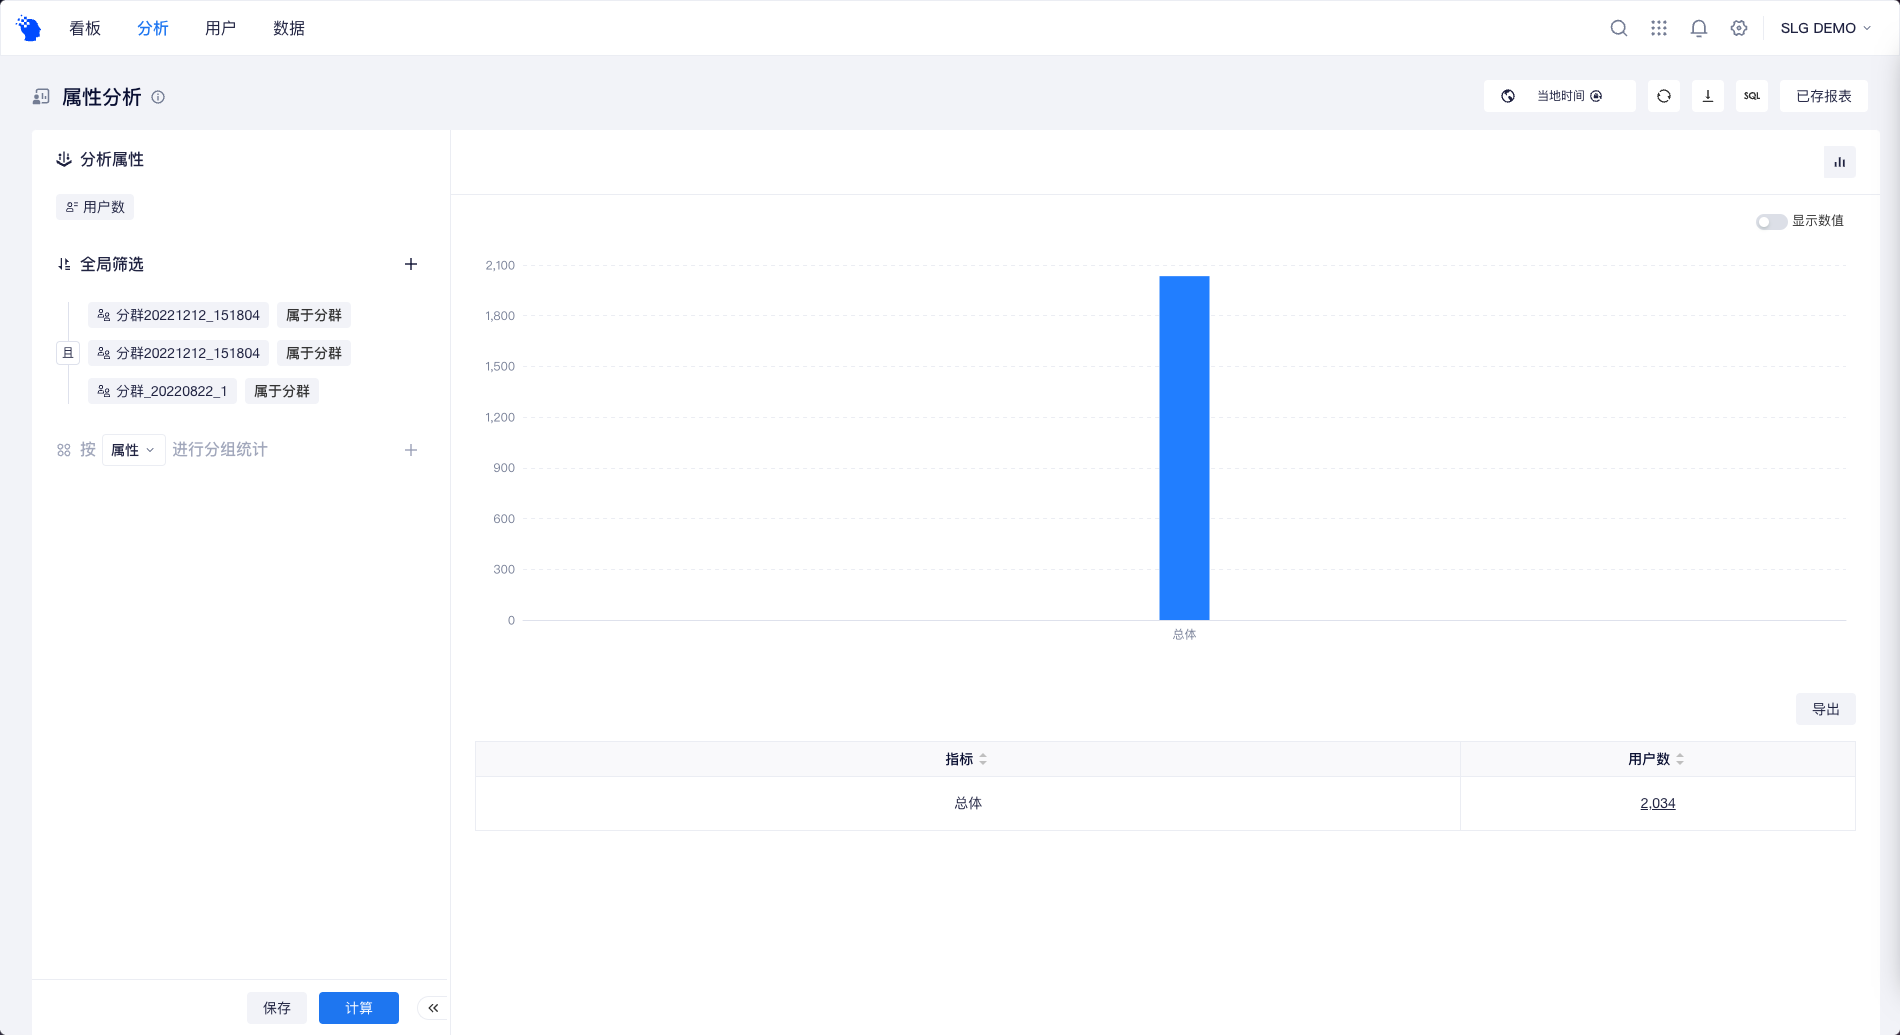 看板 分析 用户 数据 SLG DEMO
属性分析 当地时间 SQL 已存报表
分析属性
用户数
全局筛选
分群20221212_151804 属于分群
且 分群20221212_151804 属于分群
分群_20220822_1 属于分群
按 属性 进行分组统计
保存 计算
显示数值
2,100
1,800
1,500
1,200
900
600
300
0
总体
导出
指标 用户数
总体 2,034